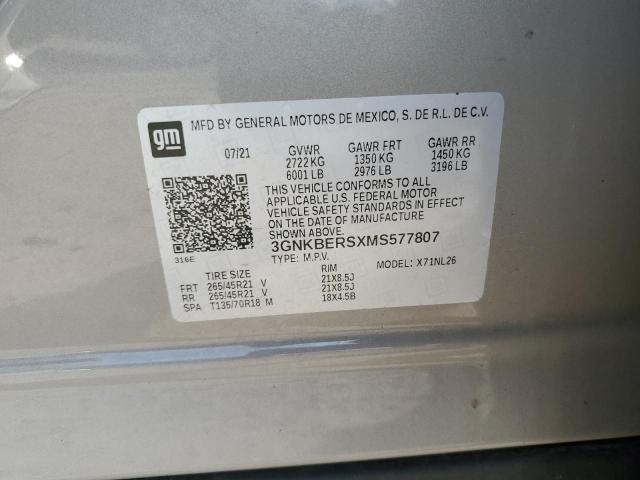 gm
MFD BY GENERAL MOTORS DE MEXICO, S. DE R.L. DE C.V.
07/21 GVWR GAWR FRT GAWR RR
2722 KG 1350 KG 1450 KG
6001 LB 2976 LB 3196 LB
THIS VEHICLE CONFORMS TO ALL
APPLICABLE U.S. FEDERAL MOTOR
VEHICLE SAFETY STANDARDS IN EFFECT
ON THE DATE OF MANUFACTURE
SHOWN ABOVE.
3GNKBERSXMS577807
316E
TYPE: M.P.V. MODEL: X71NL26
TIRE SIZE RIM
FRT 265/45R21 V 21X8.5J
RR 265/45R21 V 21X8.5J
SPA T135/70R18 M 18X4.5B